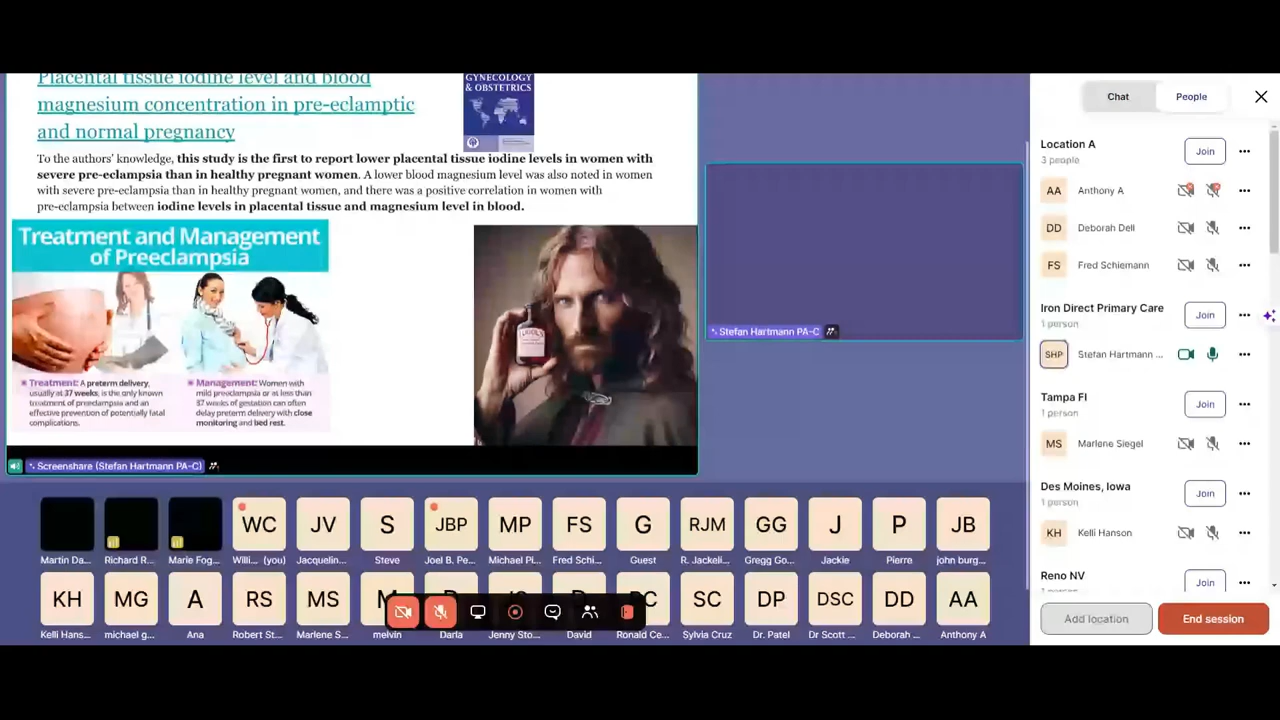 Placental tissue iodine level and blood
magnesium concentration in pre-eclamptic
and normal pregnancy
GYNECOLOGY
& OBSTETRICS
To the authors' knowledge, this study is the first to report lower placental tissue iodine levels in women with
severe pre-eclampsia than in healthy pregnant women. A lower blood magnesium level was also noted in women
with severe pre-eclampsia than in healthy pregnant women, and there was a positive correlation in women with
pre-eclampsia between iodine levels in placental tissue and magnesium level in blood.
Treatment and Management
of Preeclampsia
Treatment: A preterm delivery,
usually at 37 weeks, is the only known
treatment of preeclampsia and an
effective prevention of potentially fatal
complications.
Management: Women with
mild preeclampsia or at less than
37 weeks of gestation can often
delay preterm delivery with close
monitoring and bed rest.
Screenshare (Stefan Hartmann PA-C)
Stefan Hartmann PA-C
WC
JV
S
JBP
MP
FS
G
RJM
GG
J
P
JB
Martin Da...
Richard R...
Marie Fog...
Willi... (you)
Jacquelin...
Steve
Joel B. Pe...
Michael Pi...
Fred Schi...
Guest
R. Jackeli...
Gregg Go...
Jackie
Pierre
john burg...
KH
MG
A
RS
MS
SC
DP
DSC
DD
AA
Kelli Hans...
michael g...
Ana
Robert St...
Marlene S...
melvin
Darla
Jenny Sto...
David
Ronald Ce...
Sylvia Cruz
Dr. Patel
Dr Scott ...
Deborah ...
Anthony A
Chat
People
Location A
3 people
Join
AA
Anthony A
DD
Deborah Dell
FS
Fred Schiemann
Iron Direct Primary Care
1 person
Join
SHP
Stefan Hartmann ...
Tampa Fl
1 person
Join
MS
Marlene Siegel
Des Moines, Iowa
1 person
Join
KH
Kelli Hanson
Reno NV
Join
Add location
End session